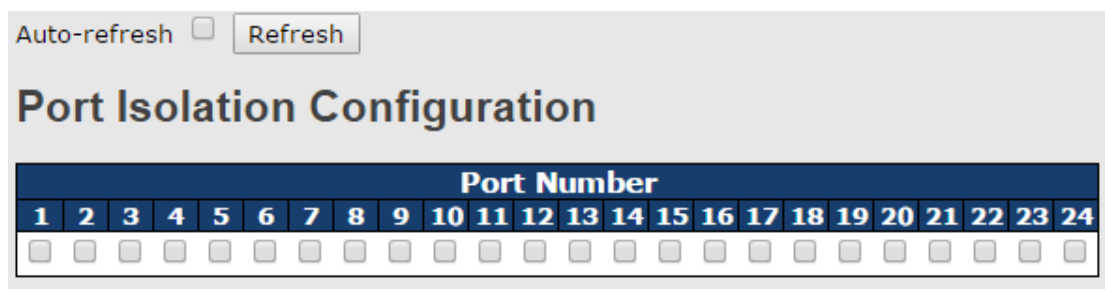 Auto-refresh Refresh
Port Isolation Configuration
Port Number
1 2 3 4 5 6 7 8 9 10 11 12 13 14 15 16 17 18 19 20 21 22 23 24